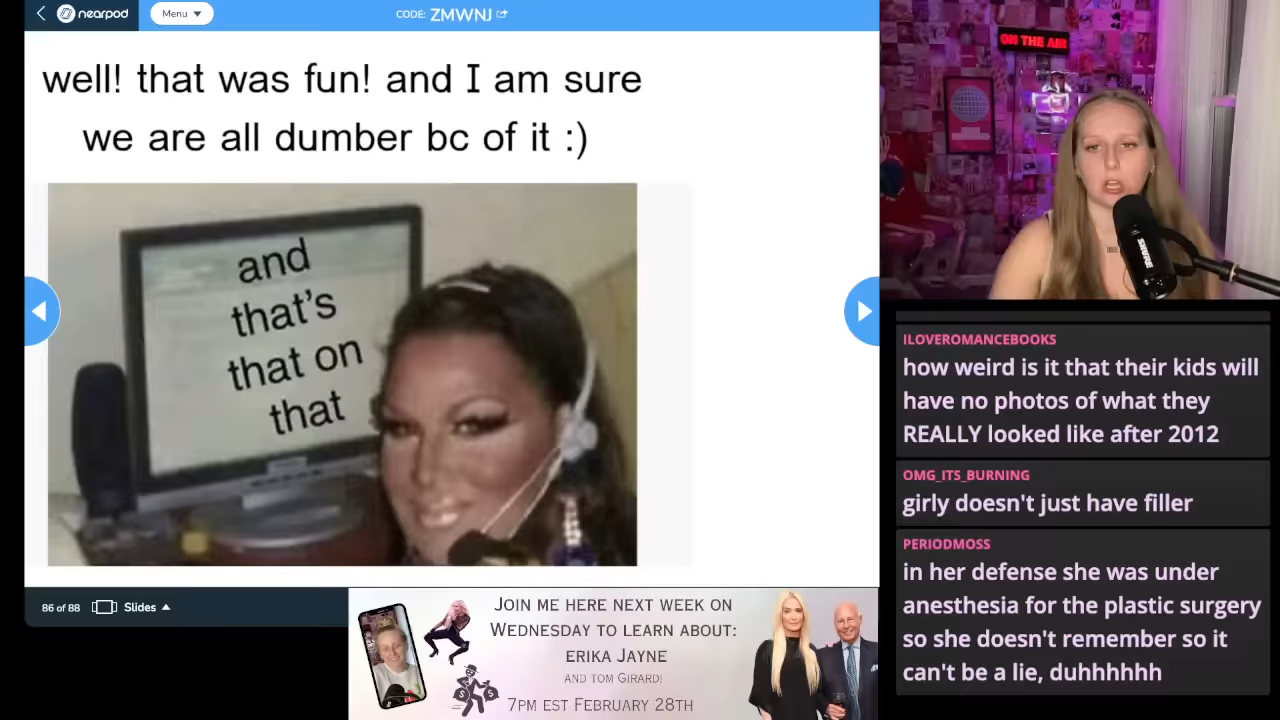 nearpod
Menu
CODE: ZMWNJ
ON THE AIR
well! that was fun! and I am sure
we are all dumber bc of it :)
and
that's
that on
that
SHURE
ILOVEROMANCEBOOKS
how weird is it that their kids will
have no photos of what they
REALLY looked like after 2012
OMG_ITS_BURNING
girly doesn't just have filler
PERIODMOSS
in her defense she was under
anesthesia for the plastic surgery
so she doesn't remember so it
can't be a lie, duhhhhhh
86 of 88
Slides
JOIN ME HERE NEXT WEEK ON
WEDNESDAY TO LEARN ABOUT:
ERIKA JAYNE
AND TOM GIRARDI
7PM EST FEBRUARY 28TH
$
$